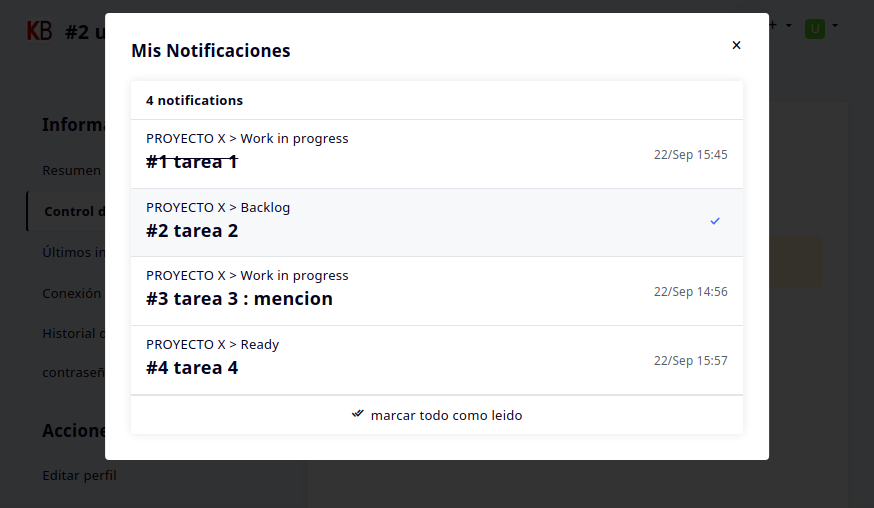 KB #2 u
+
U
Mis Notificaciones
×
4 notifications
PROYECTO X > Work in progress
#1 tarea 1
22/Sep 15:45
PROYECTO X > Backlog
#2 tarea 2
PROYECTO X > Work in progress
#3 tarea 3 : mencion
22/Sep 14:56
PROYECTO X > Ready
#4 tarea 4
22/Sep 15:57
marcar todo como leido
Inform
Resumen
Control d
Últimos in
Conexión
Historial
contraseñ
Accione
Editar perfil